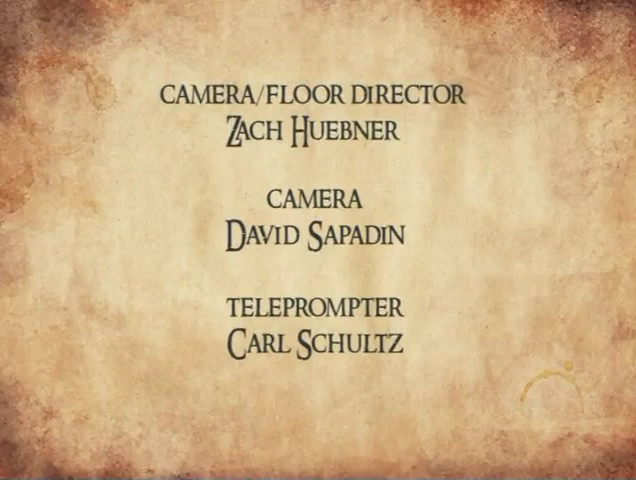 CAMERA/FLOOR DIRECTOR
ZACH HUEBNER
CAMERA
DAVID SAPADIN
TELEPROMPTER
CARL SCHULTZ